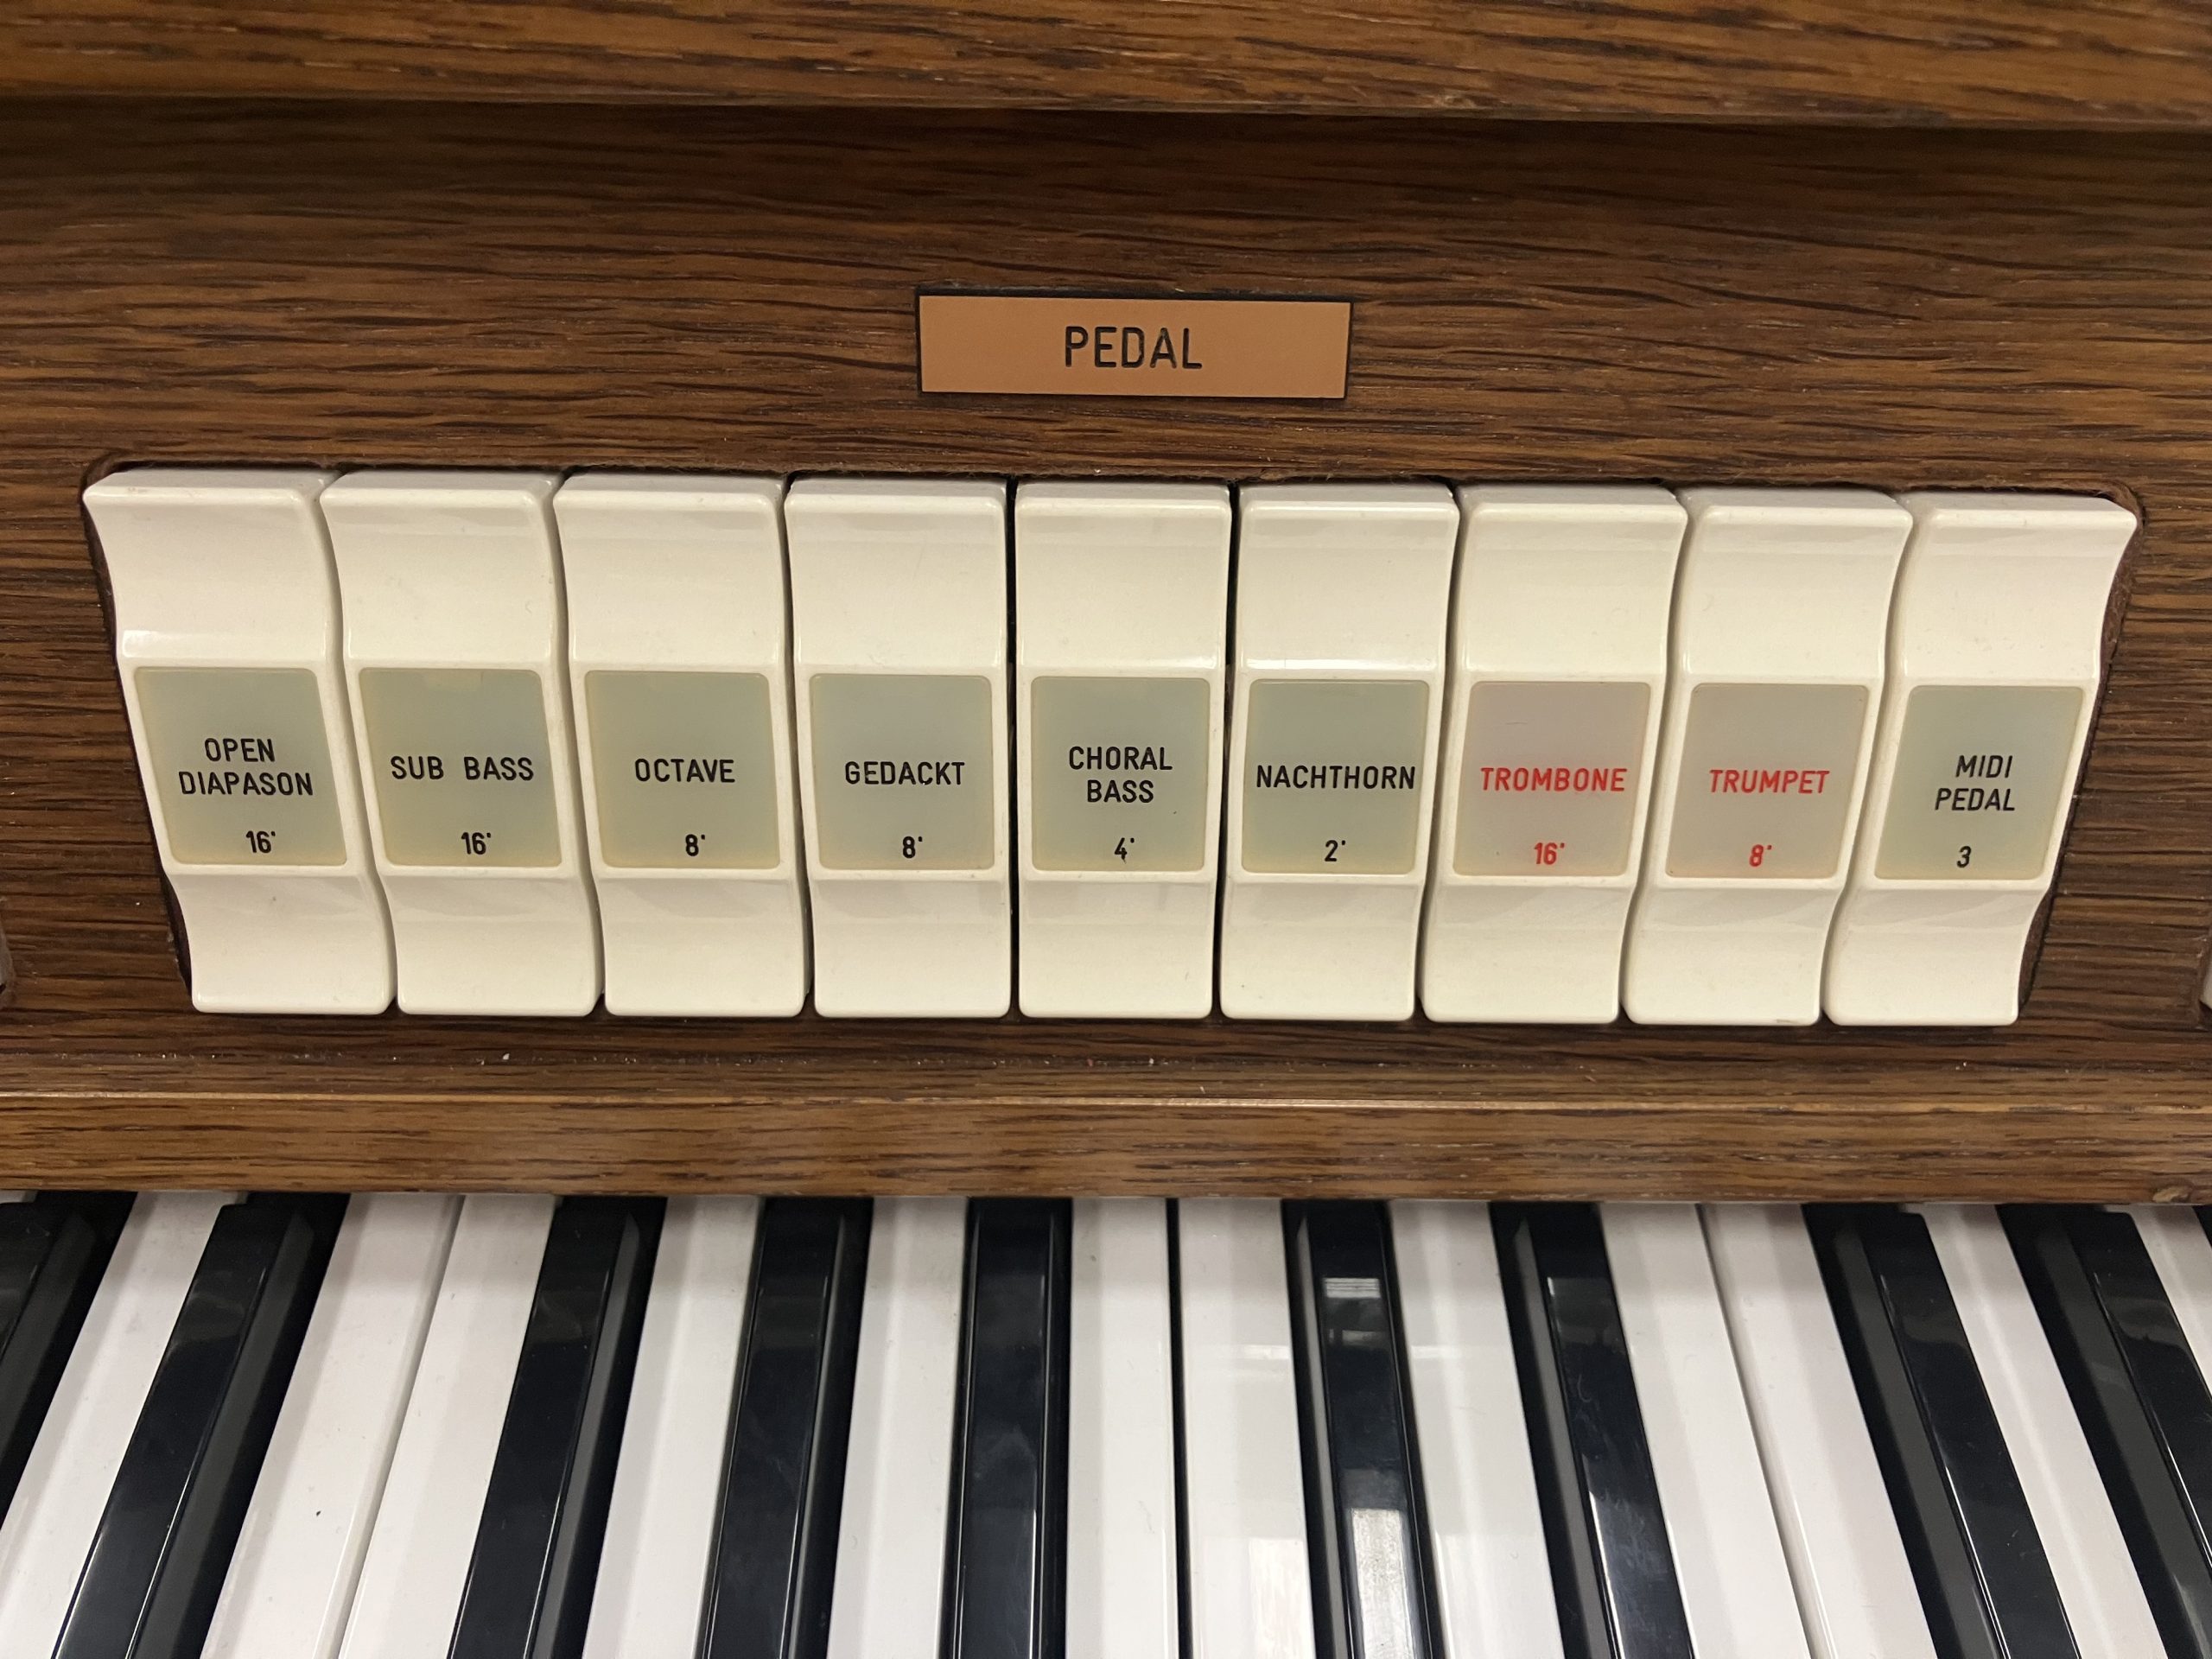 PEDAL
OPEN
DIAPASON
16'
SUB BASS
16'
OCTAVE
8'
GEDACKT
8'
CHORAL
BASS
4'
NACHTHORN
2'
TROMBONE
16'
TRUMPET
8'
MIDI
PEDAL
3